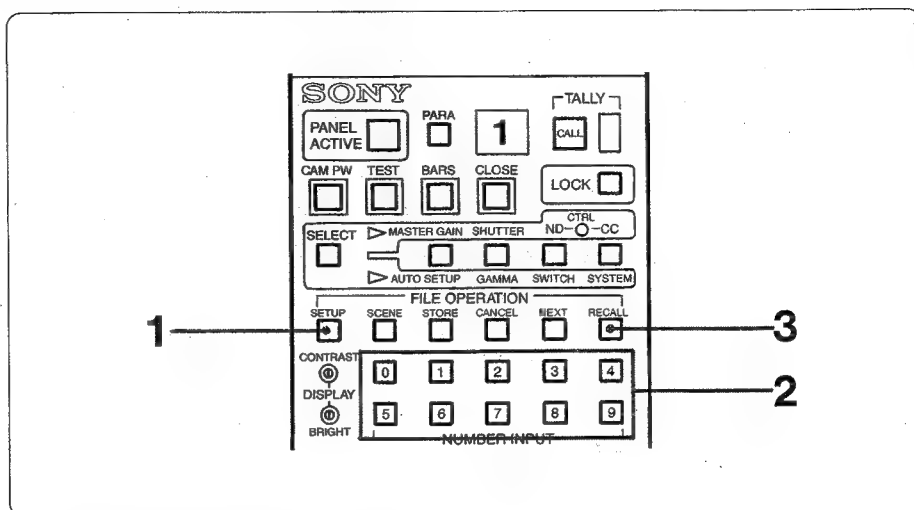 SONY
PANEL ACTIVE
PARA
1
TALLY
CALL
CAM PW TEST BARS CLOSE
LOCK
SELECT
MASTER GAIN SHUTTER
CTRL
ND CC
AUTO SETUP GAMMA SWITCH SYSTEM
FILE OPERATION
SETUP SCENE STORE CANCEL NEXT RECALL
1
3
CONTRAST
0 1 2 3 4
2
DISPLAY
5 6 7 8 9
BRIGHT
NUMBER INPUT